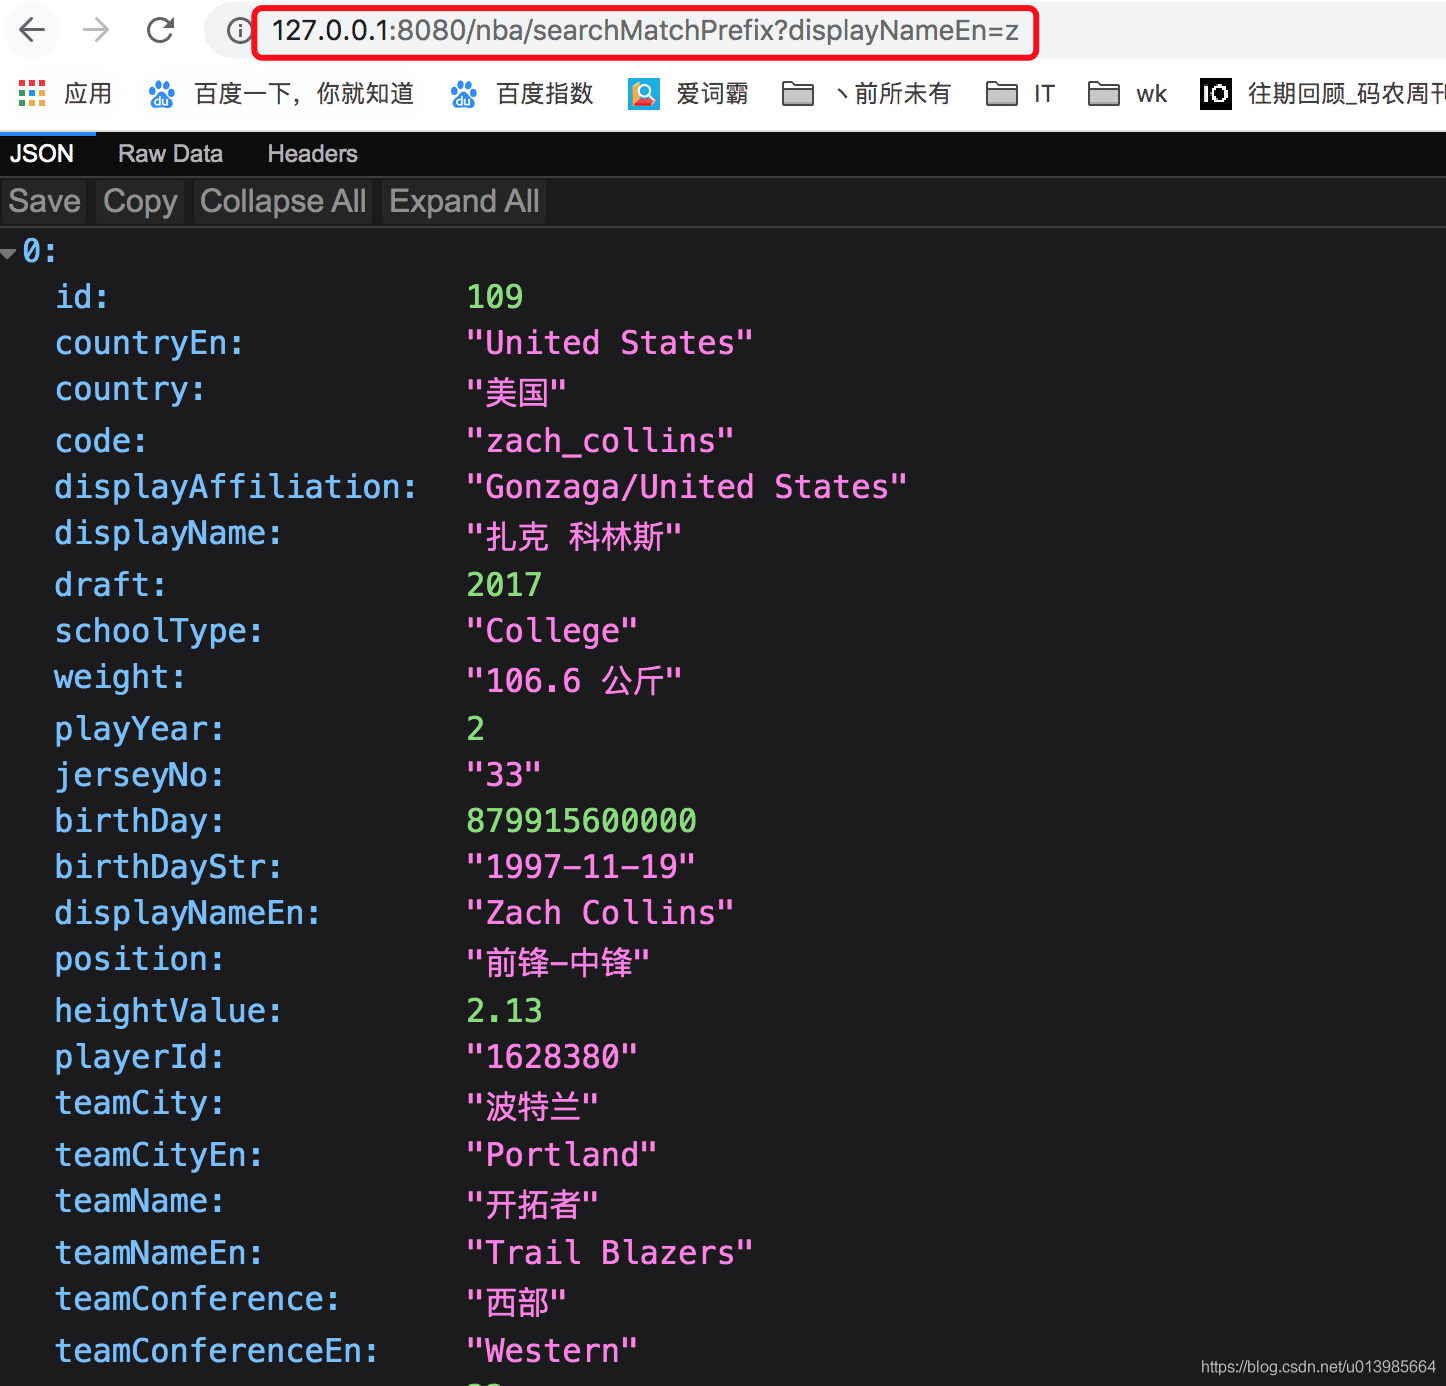 127.0.0.1:8080/nba/searchMatchPrefix?displayNameEn=z
应用 百度一下，你就知道 百度指数 爱词霸 丶前所未有 IT wk IO 往期回顾_码农周刊
JSON Raw Data Headers
Save Copy Collapse All Expand All
0:
id: 109
countryEn: "United States"
country: "美国"
code: "zach_collins"
displayAffiliation: "Gonzaga/United States"
displayName: "扎克 科林斯"
draft: 2017
schoolType: "College"
weight: "106.6 公斤"
playYear: 2
jerseyNo: "33"
birthDay: 879915600000
birthDayStr: "1997-11-19"
displayNameEn: "Zach Collins"
position: "前锋-中锋"
heightValue: 2.13
playerId: "1628380"
teamCity: "波特兰"
teamCityEn: "Portland"
teamName: "开拓者"
teamNameEn: "Trail Blazers"
teamConference: "西部"
teamConferenceEn: "Western"
https://blog.csdn.net/u013985664